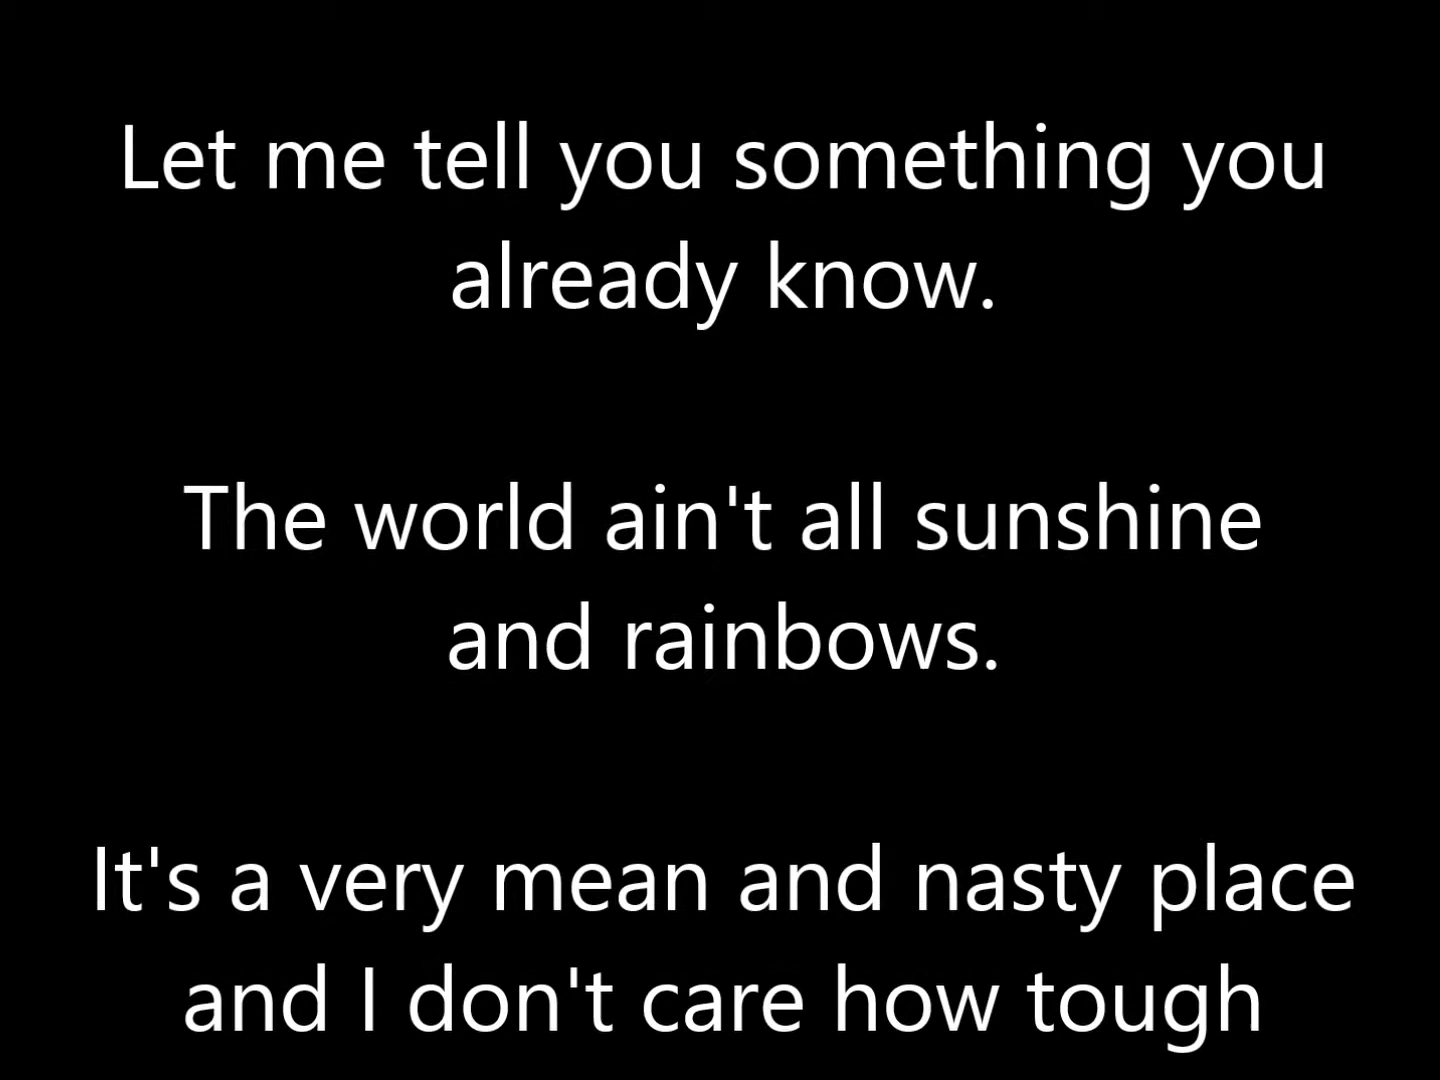 Let me tell you something you
already know.
The world ain't all sunshine
and rainbows.
It's a very mean and nasty place
and I don't care how tough